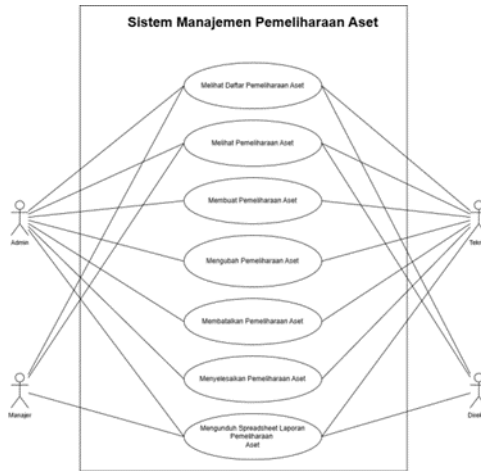 Sistem Manajemen Pemeliharaan Aset
Melihat Daftar Pemeliharaan Aset
Melihat Pemeliharaan Aset
Membuat Pemeliharaan Aset
Admin
Mengubah Pemeliharaan Aset
Membatalkan Pemeliharaan Aset
Menyelesaikan Pemeliharaan Aset
Manajer
Mengunduh Spreadsheet Laporan
Pemeliharaan
Aset